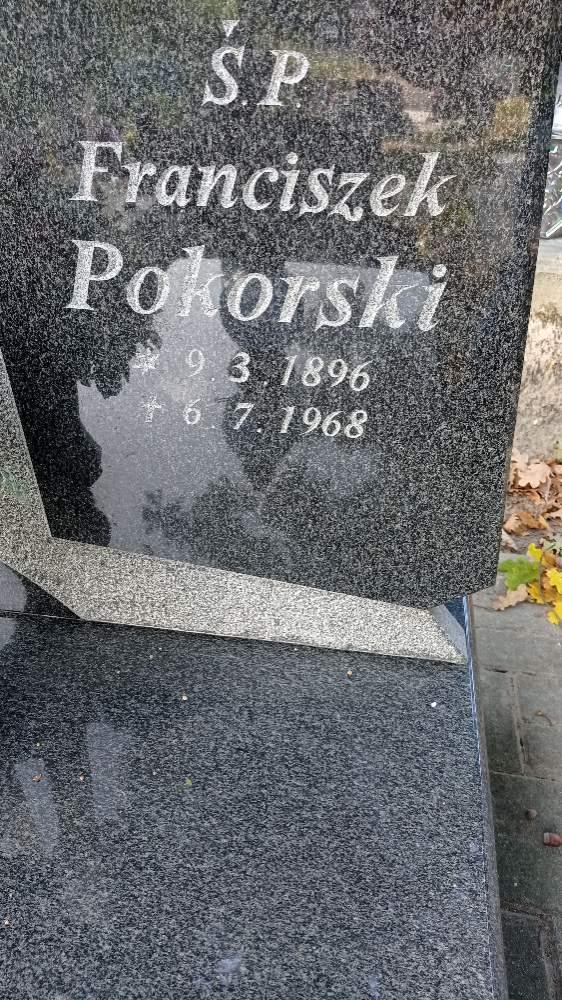 Ś.P.
Franciszek
Pokorski
* 9.3.1896
† 6.7.1968